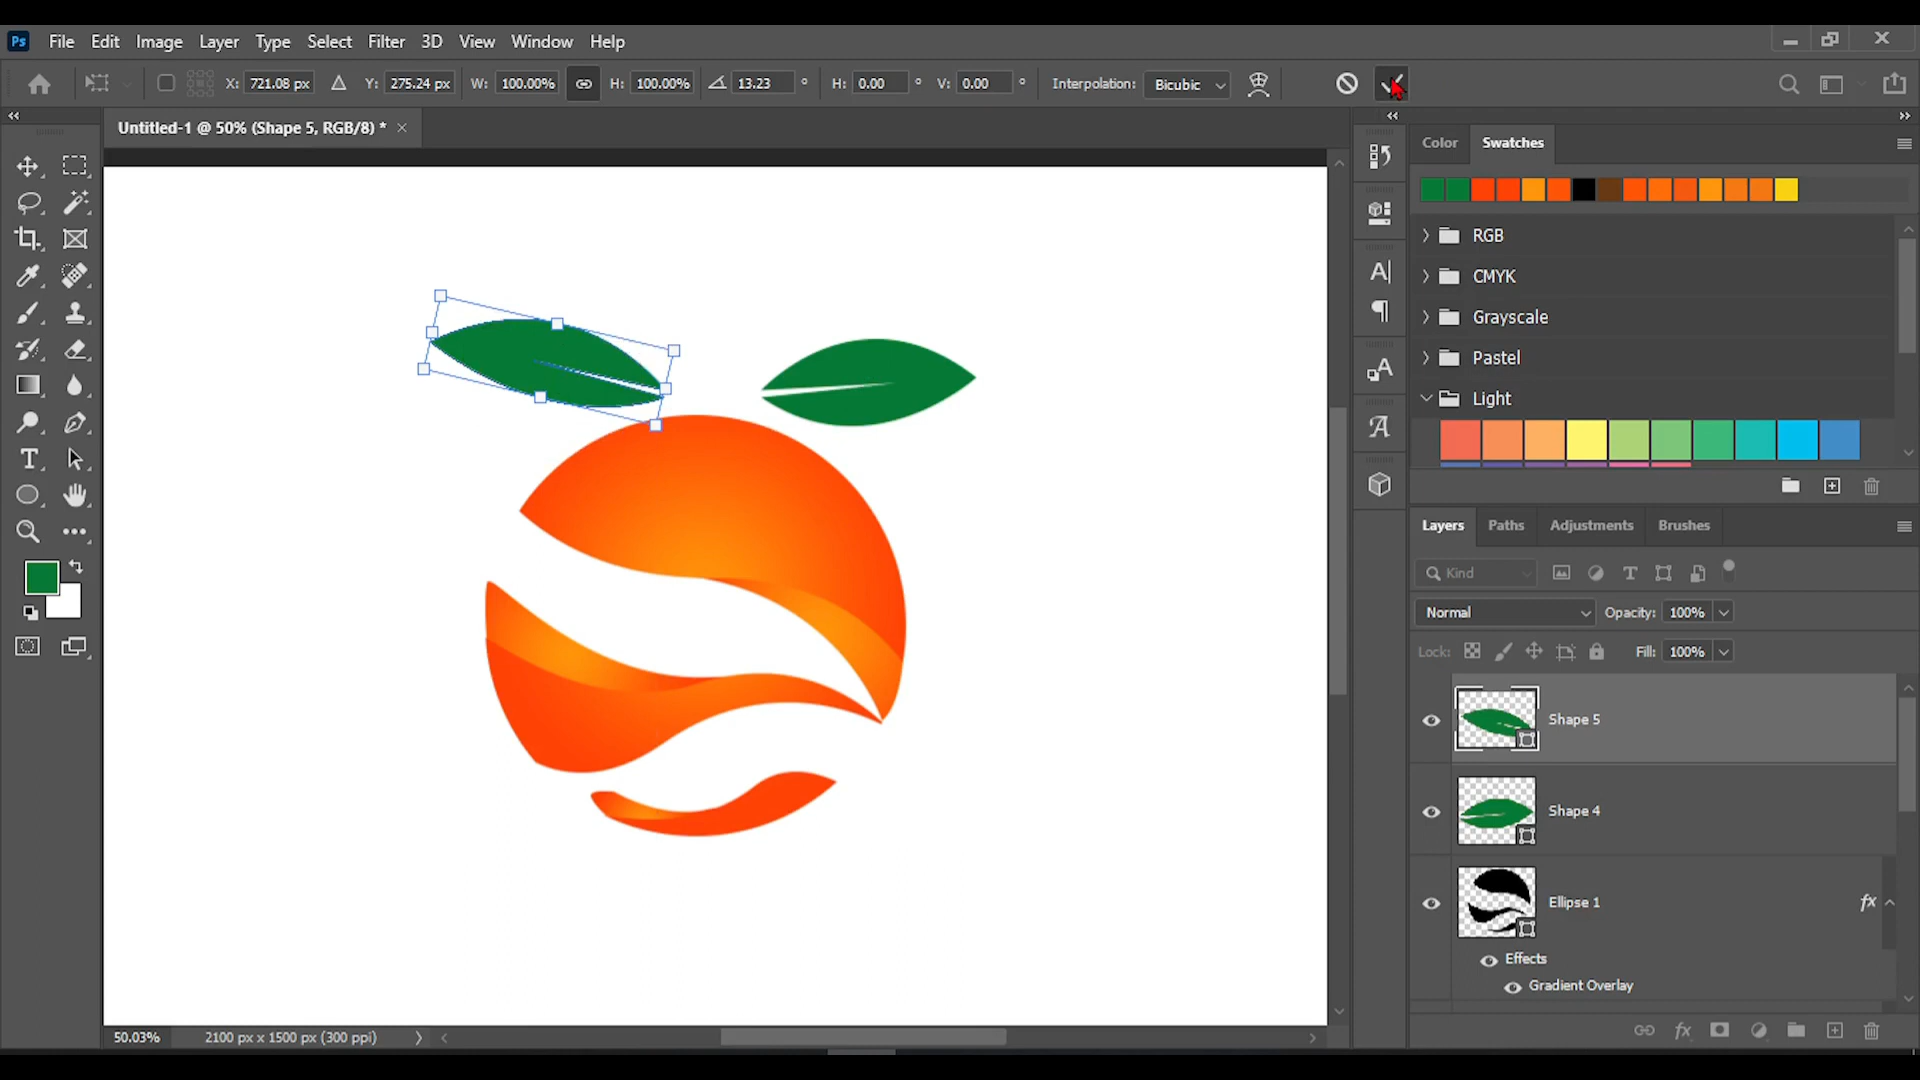 Ps File Edit Image Layer Type Select Filter 3D View Window Help
X: 721.08 px Y: 275.24 px W: 100.00% H: 100.00% 13.23 ° H: 0.00 ° V: 0.00 ° Interpolation: Bicubic
Untitled-1 @ 50% (Shape 5, RGB/8) *
Color Swatches
RGB
CMYK
Grayscale
Pastel
Light
Layers Paths Adjustments Brushes
Kind
Normal Opacity: 100%
Lock: Fill: 100%
Shape 5
Shape 4
Ellipse 1 fx
Effects
Gradient Overlay
50.03% 2100 px x 1500 px (300 ppi)
fx